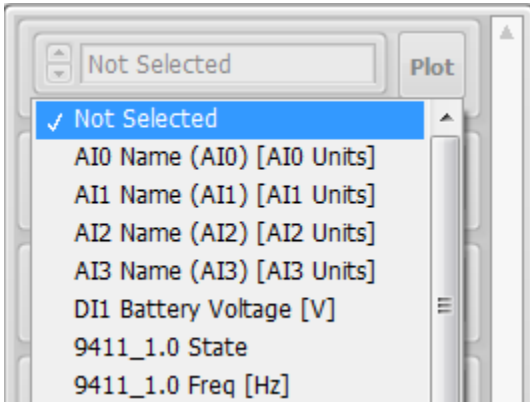 Not Selected
Plot
Not Selected
AI0 Name (AI0) [AI0 Units]
AI1 Name (AI1) [AI1 Units]
AI2 Name (AI2) [AI2 Units]
AI3 Name (AI3) [AI3 Units]
DI1 Battery Voltage [V]
9411_1.0 State
9411_1.0 Freq [Hz]